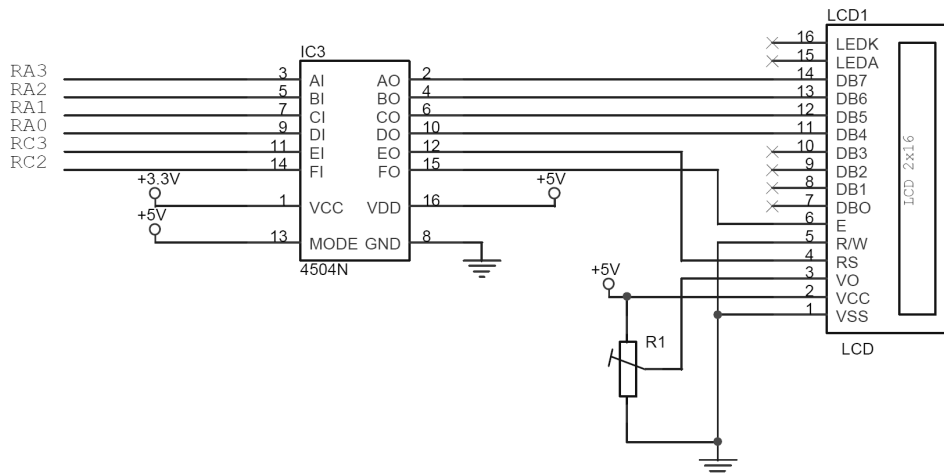 LCD1
IC3
RA3
RA2
RA1
RA0
RC3
RC2
3 AI AO 2
5 BI BO 4
7 CI CO 6
9 DI DO 10
11 EI EO 12
14 FI FO 15
+3.3V
1 VCC VDD 16
+5V
+5V
13 MODE GND 8
4504N
16 LEDK
15 LEDA
14 DB7
13 DB6
12 DB5
11 DB4
10 DB3
9 DB2
8 DB1
7 DBO
6 E
5 R/W
4 RS
3 VO
2 VCC
1 VSS
LCD 2x16
LCD
+5V
R1